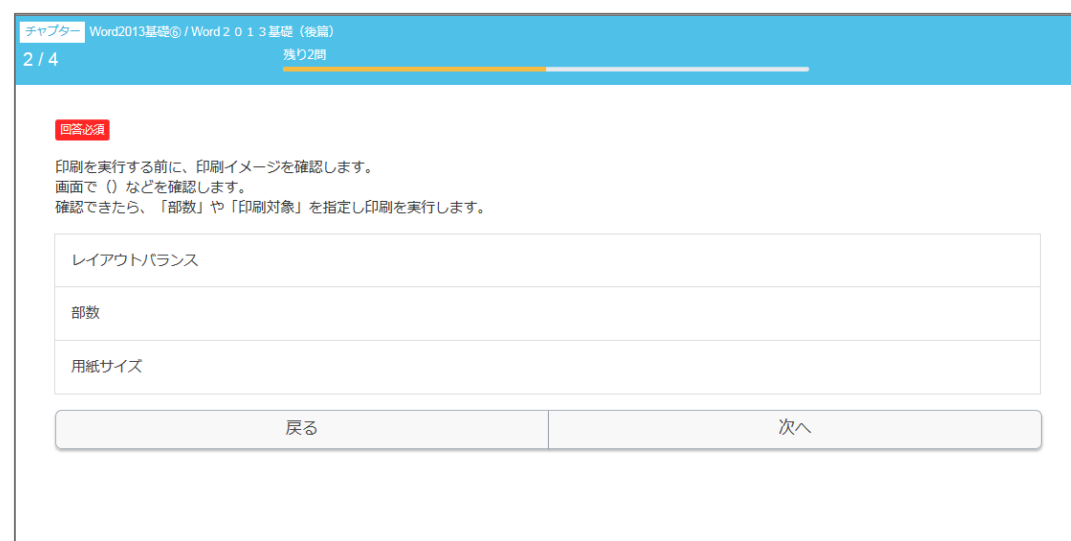 チャプター Word2013基礎⑥ / Word２０１３基礎（後篇）
2 / 4 残り2問
回答必須
印刷を実行する前に、印刷イメージを確認します。
画面で（）などを確認します。
確認できたら、「部数」や「印刷対象」を指定し印刷を実行します。
レイアウトバランス
部数
用紙サイズ
戻る 次へ